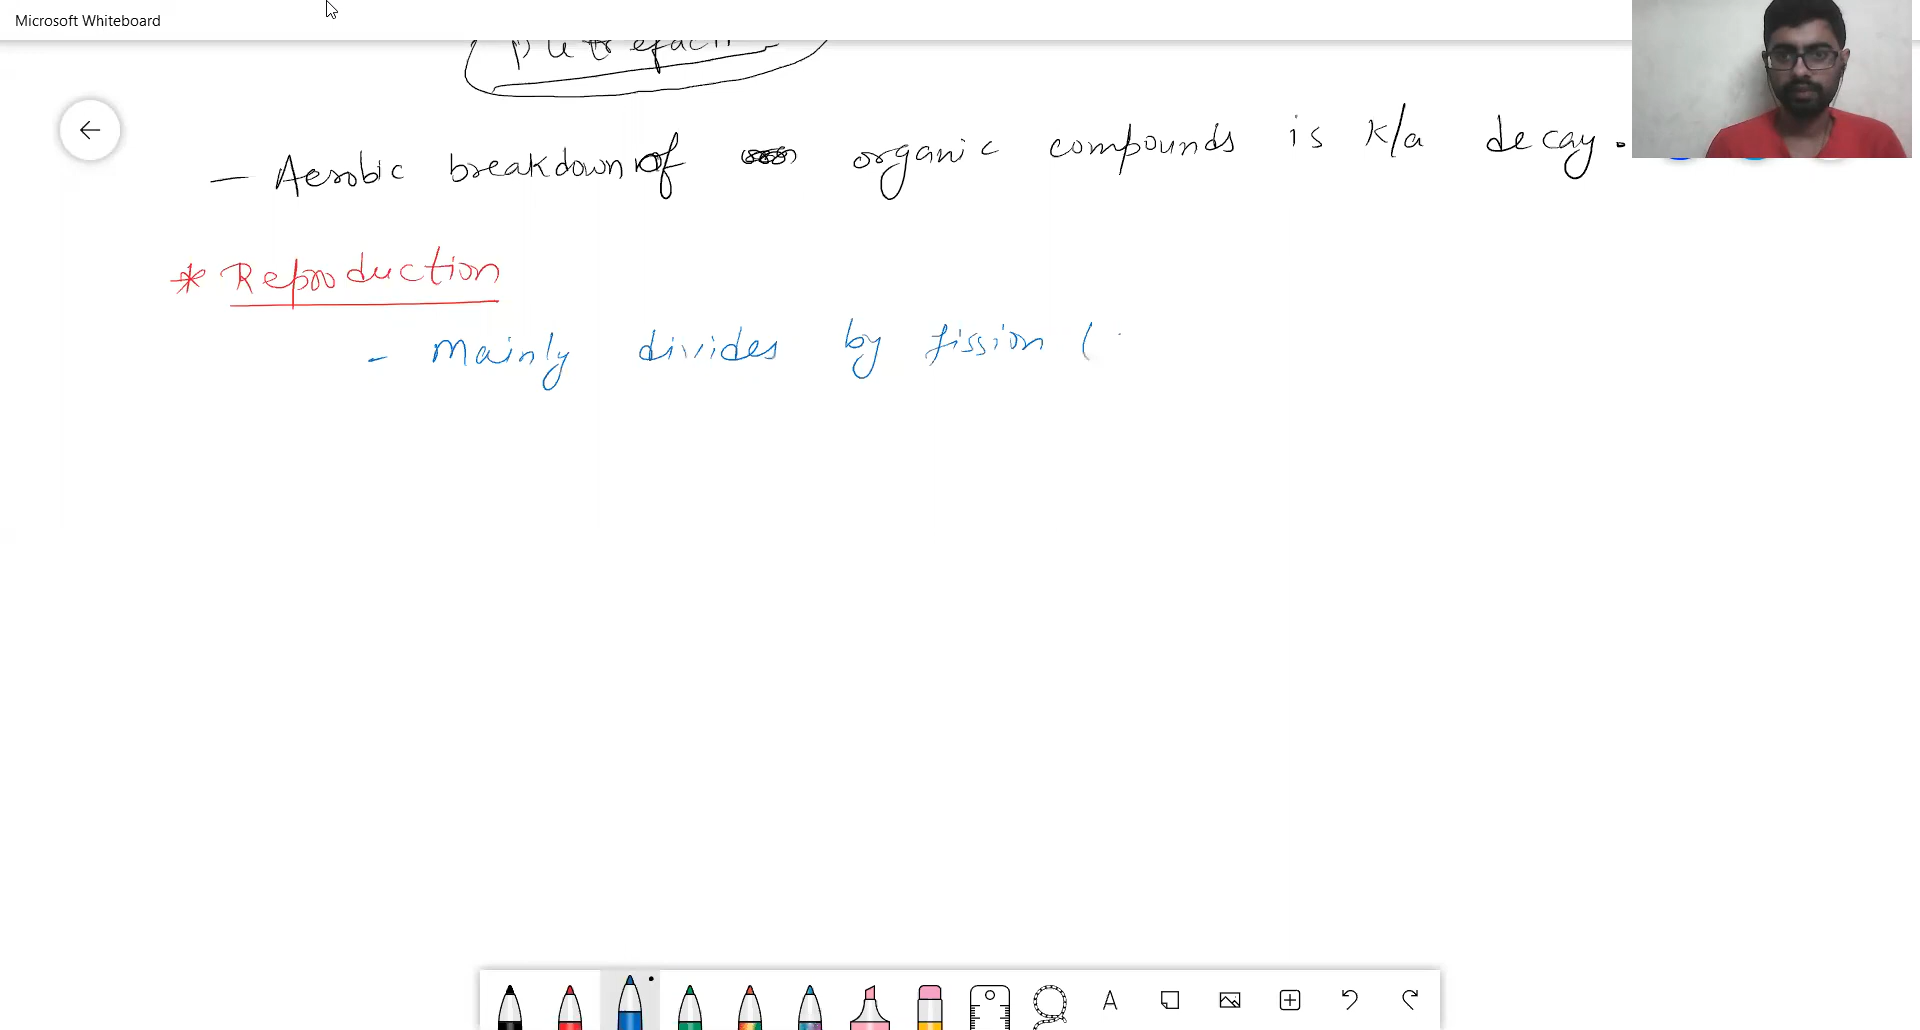 Microsoft Whiteboard
— Aerobic breakdown of organic compounds is k/a decay.
* Reproduction
- Mainly divides by fission (
A